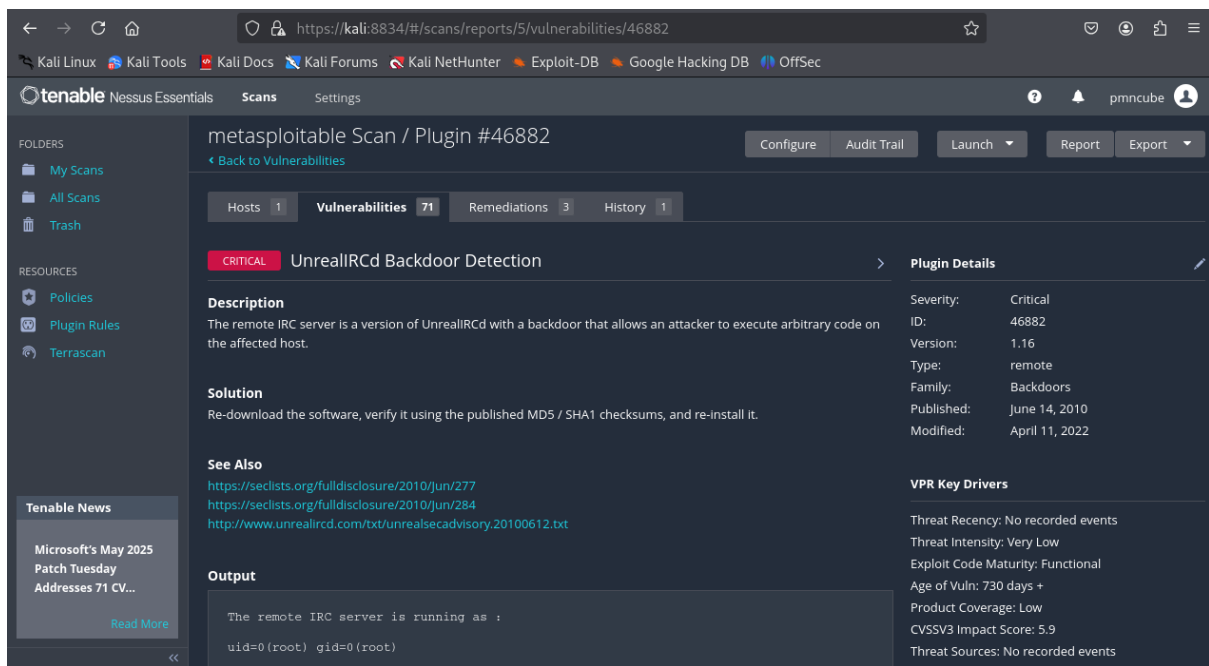 https://kali:8834/#/scans/reports/5/vulnerabilities/46882
Kali Linux Kali Tools Kali Docs Kali Forums Kali NetHunter Exploit-DB Google Hacking DB OffSec
tenable Nessus Essentials Scans Settings pmncube
FOLDERS
My Scans
All Scans
Trash
RESOURCES
Policies
Plugin Rules
Terrascan
Tenable News
Microsoft's May 2025
Patch Tuesday
Addresses 71 CV...
Read More
metasploitable Scan / Plugin #46882
Back to Vulnerabilities
Configure Audit Trail Launch Report Export
Hosts 1 Vulnerabilities 71 Remediations 3 History 1
CRITICAL UnrealIRCd Backdoor Detection
Description
The remote IRC server is a version of UnrealIRCd with a backdoor that allows an attacker to execute arbitrary code on
the affected host.
Solution
Re-download the software, verify it using the published MD5 / SHA1 checksums, and re-install it.
See Also
https://seclists.org/fulldisclosure/2010/Jun/277
https://seclists.org/fulldisclosure/2010/Jun/284
http://www.unrealircd.com/txt/unrealsecadvisory.20100612.txt
Output
The remote IRC server is running as :
uid=0(root) gid=0(root)
Plugin Details
Severity: Critical
ID: 46882
Version: 1.16
Type: remote
Family: Backdoors
Published: June 14, 2010
Modified: April 11, 2022
VPR Key Drivers
Threat Recency: No recorded events
Threat Intensity: Very Low
Exploit Code Maturity: Functional
Age of Vuln: 730 days +
Product Coverage: Low
CVSSV3 Impact Score: 5.9
Threat Sources: No recorded events